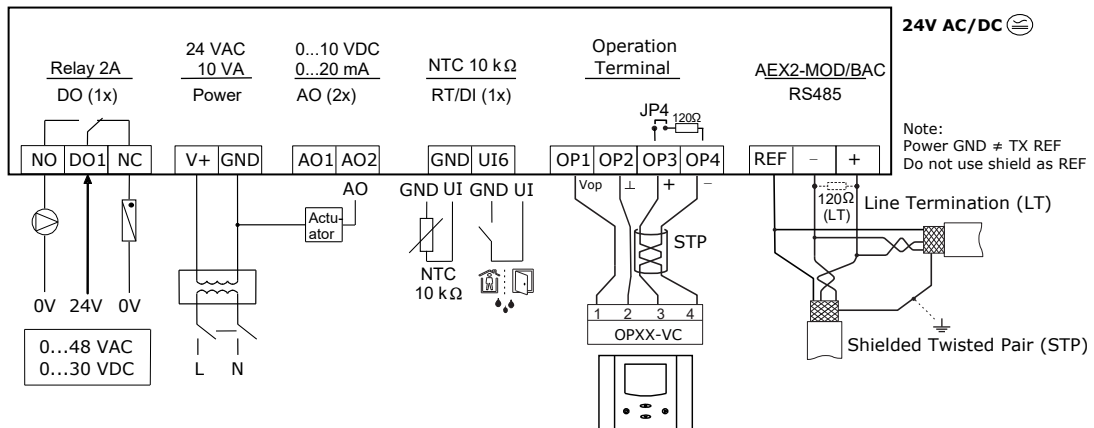 24V AC/DC
Relay 2A
DO (1x)
24 VAC
10 VA
Power
0...10 VDC
0...20 mA
AO (2x)
NTC 10 kΩ
RT/DI (1x)
Operation
Terminal
JP4
120Ω
AEX2-MOD/BAC
RS485
Note:
Power GND ≠ TX REF
Do not use shield as REF
NO DO1 NC
V+ GND
AO1 AO2
GND UI6
OP1 OP2 OP3 OP4
REF − +
AO
GND UI GND UI
Vop ⊥ + −
120Ω
(LT)
Line Termination (LT)
Actu-
ator
STP
NTC
10 kΩ
0V 24V 0V
1 2 3 4
OPXX-VC
0...48 VAC
0...30 VDC
L N
Shielded Twisted Pair (STP)